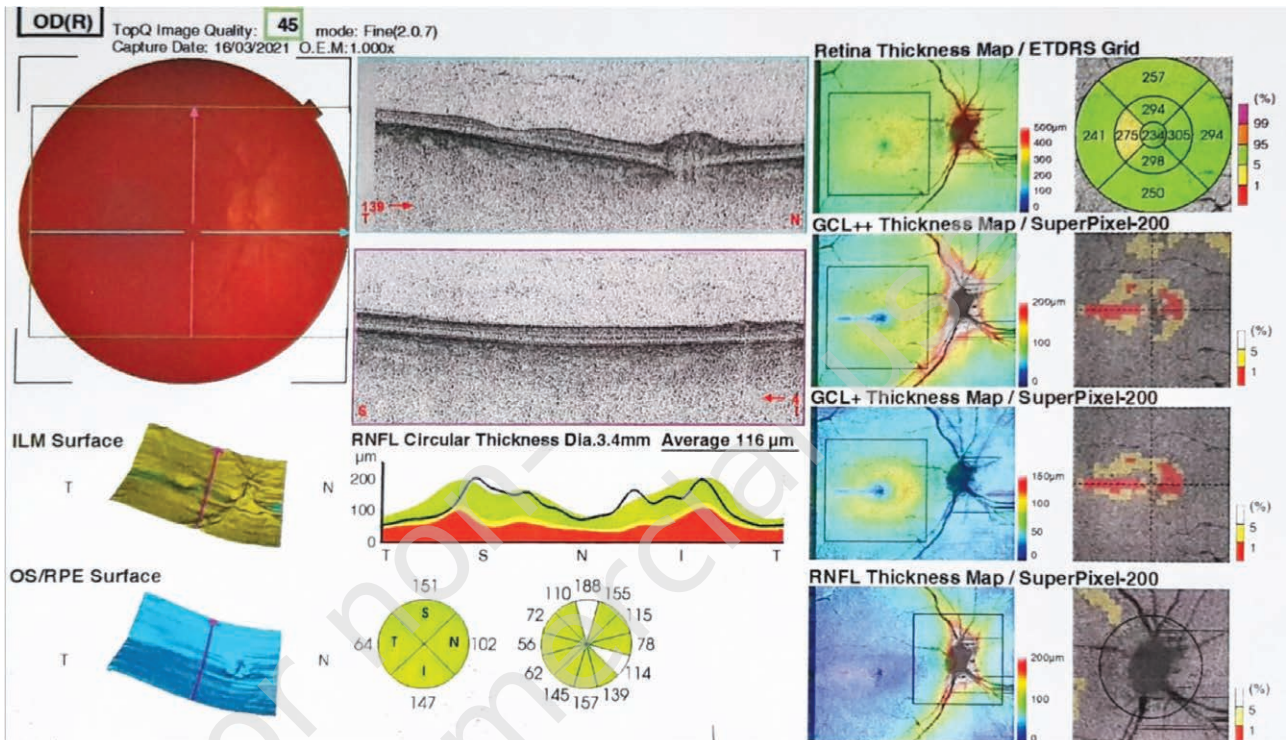 OD(R) TopQ Image Quality: 45 mode: Fine(2.0.7)
Capture Date: 16/03/2021 O.E.M:1.000x
139
T
N
S
4
I
Retina Thickness Map / ETDRS Grid
500μm
400
300
200
100
0
257
294
241 275 234 305 294
298
250
(%)
99
95
5
1
GCL++ Thickness Map / SuperPixel-200
200μm
100
0
(%)
5
1
GCL+ Thickness Map / SuperPixel-200
150μm
100
50
0
(%)
5
1
RNFL Thickness Map / SuperPixel-200
200μm
100
0
(%)
5
1
ILM Surface
T
N
OS/RPE Surface
T
N
RNFL Circular Thickness Dia.3.4mm Average 116 μm
μm
200
100
0
T S N I T
151
S
64 T N 102
I
147
188
110 155
72 115
56 78
62 114
145 139
157